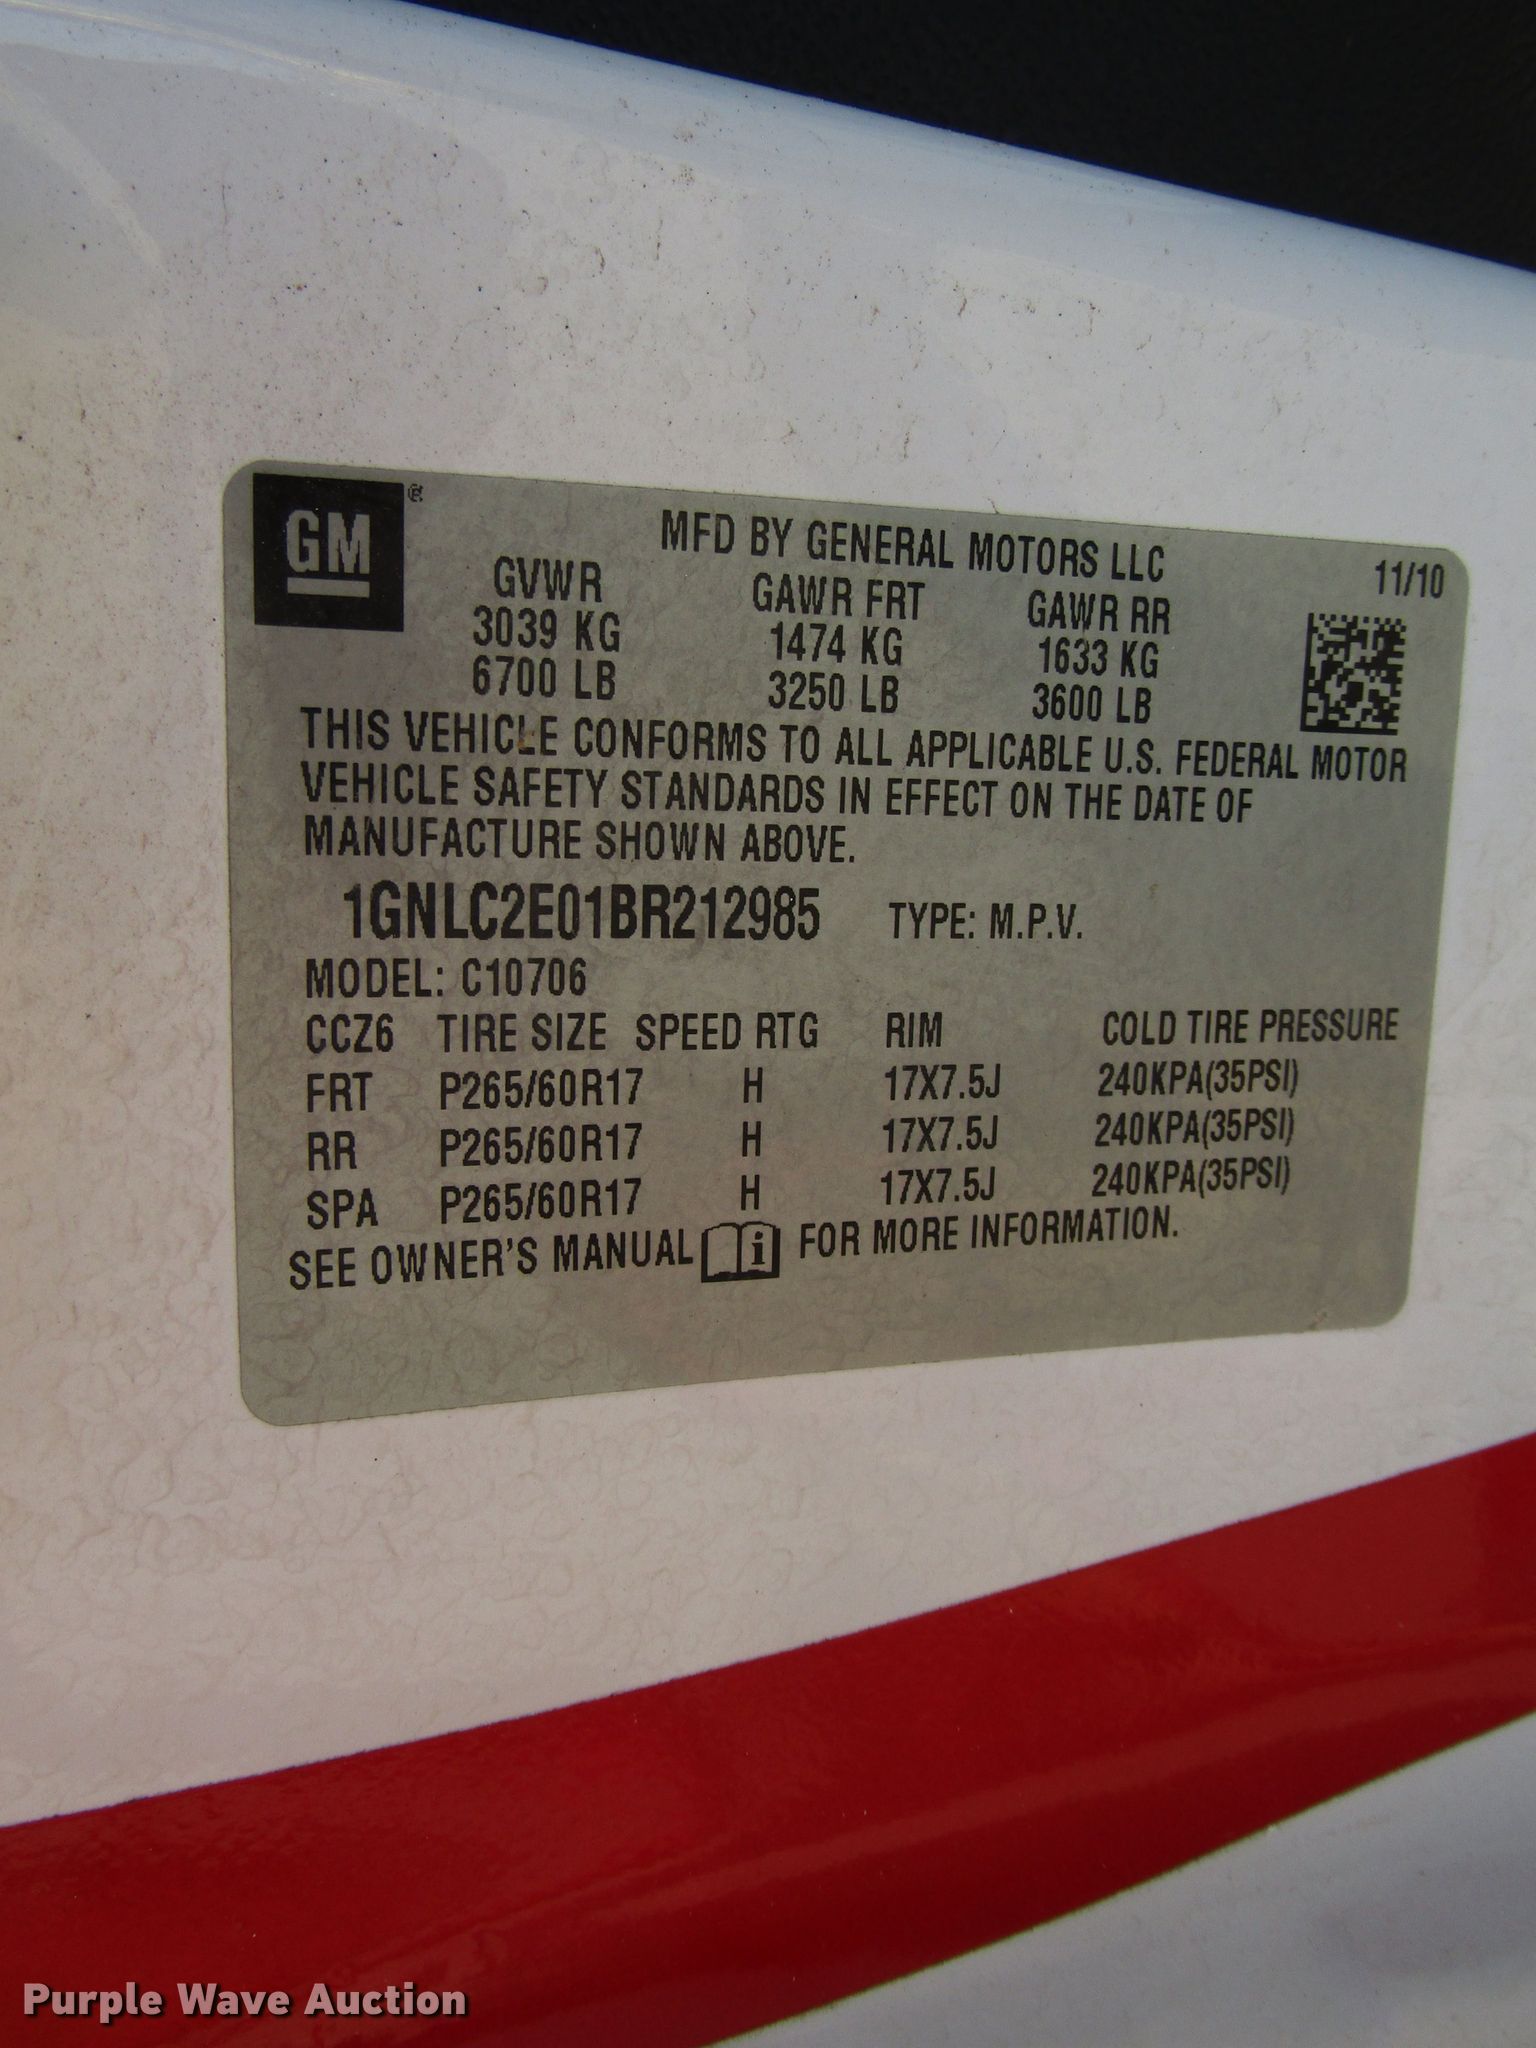 GM ®
MFD BY GENERAL MOTORS LLC 11/10
GVWR GAWR FRT GAWR RR
3039 KG 1474 KG 1633 KG
6700 LB 3250 LB 3600 LB
THIS VEHICLE CONFORMS TO ALL APPLICABLE U.S. FEDERAL MOTOR
VEHICLE SAFETY STANDARDS IN EFFECT ON THE DATE OF
MANUFACTURE SHOWN ABOVE.
1GNLC2E01BR212985 TYPE: M.P.V.
MODEL: C10706
CCZ6 TIRE SIZE SPEED RTG RIM COLD TIRE PRESSURE
FRT P265/60R17 H 17X7.5J 240KPA(35PSI)
RR P265/60R17 H 17X7.5J 240KPA(35PSI)
SPA P265/60R17 H 17X7.5J 240KPA(35PSI)
SEE OWNER'S MANUAL i FOR MORE INFORMATION.
Purple Wave Auction